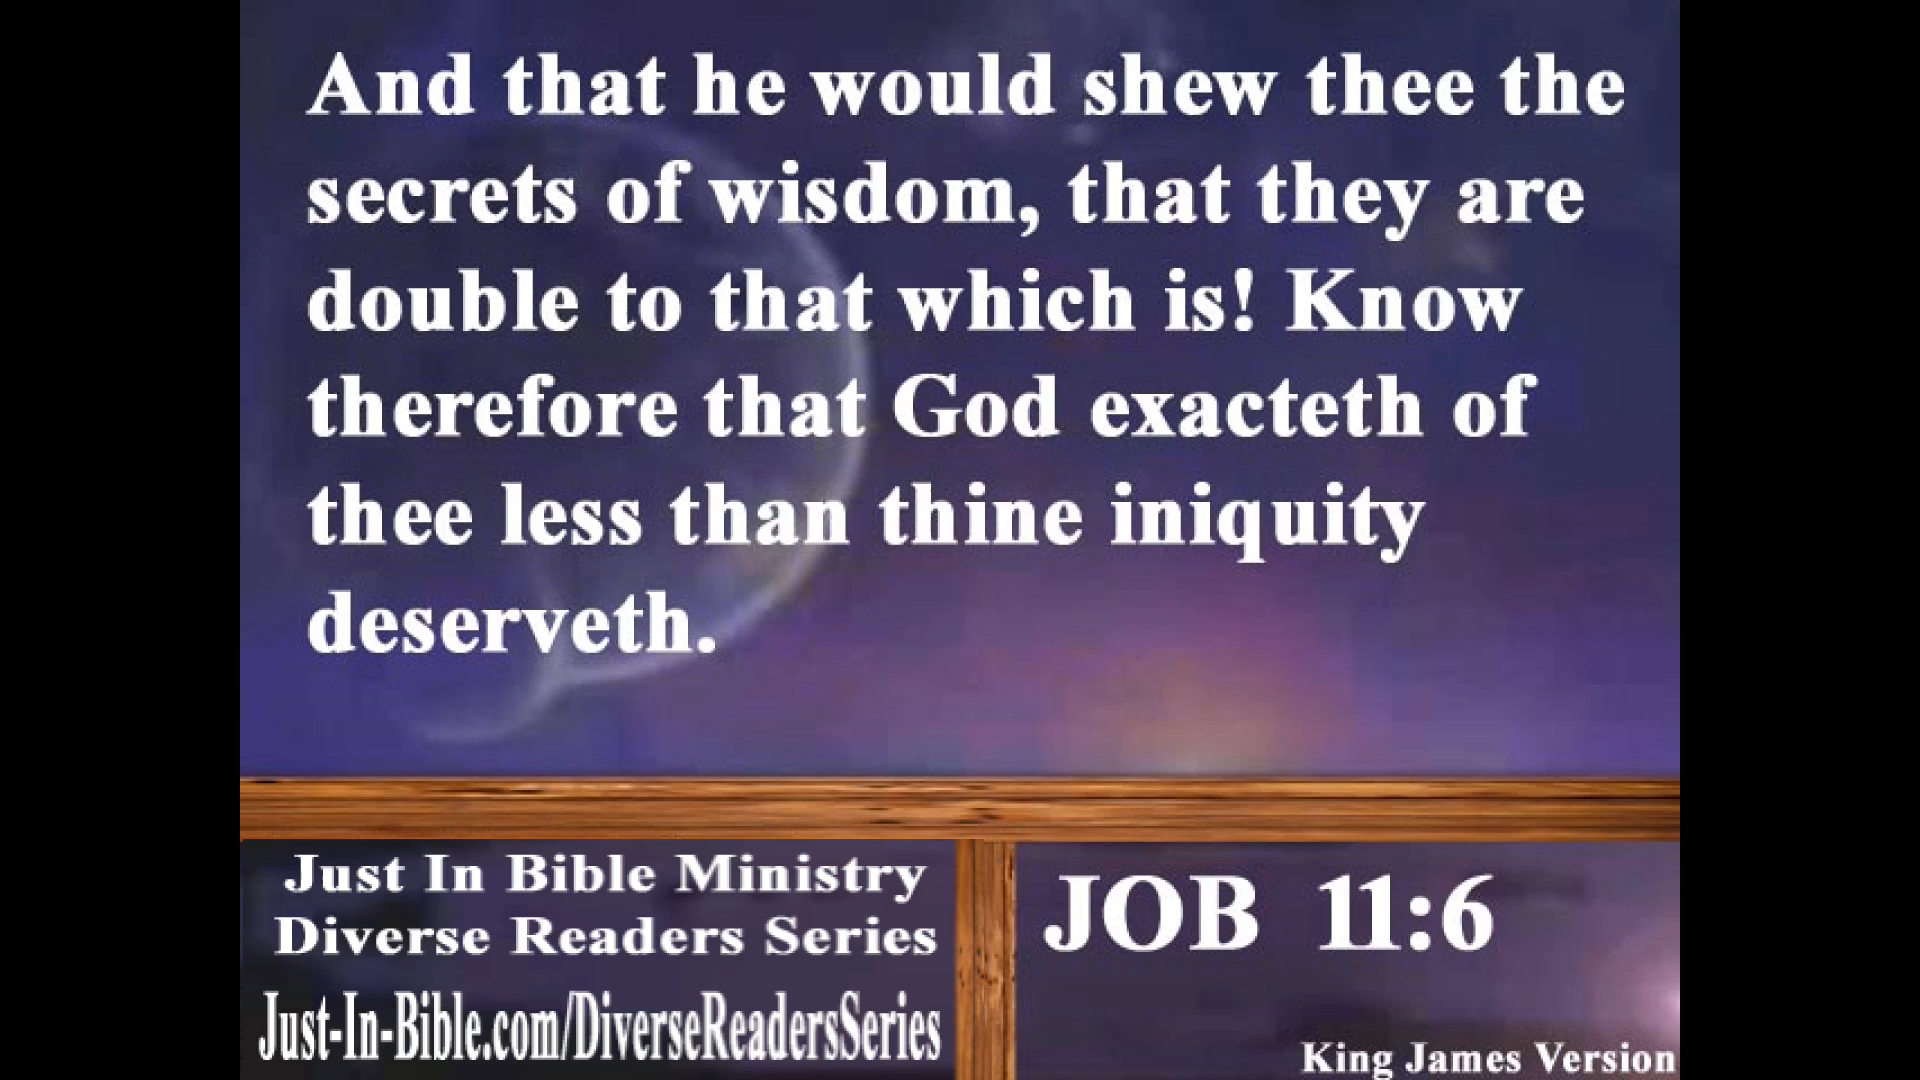 And that he would shew thee the
secrets of wisdom, that they are
double to that which is! Know
therefore that God exacteth of
thee less than thine iniquity
deserveth.
Just In Bible Ministry
Diverse Readers Series
Just-In-Bible.com/DiverseReadersSeries
JOB 11:6
King James Version